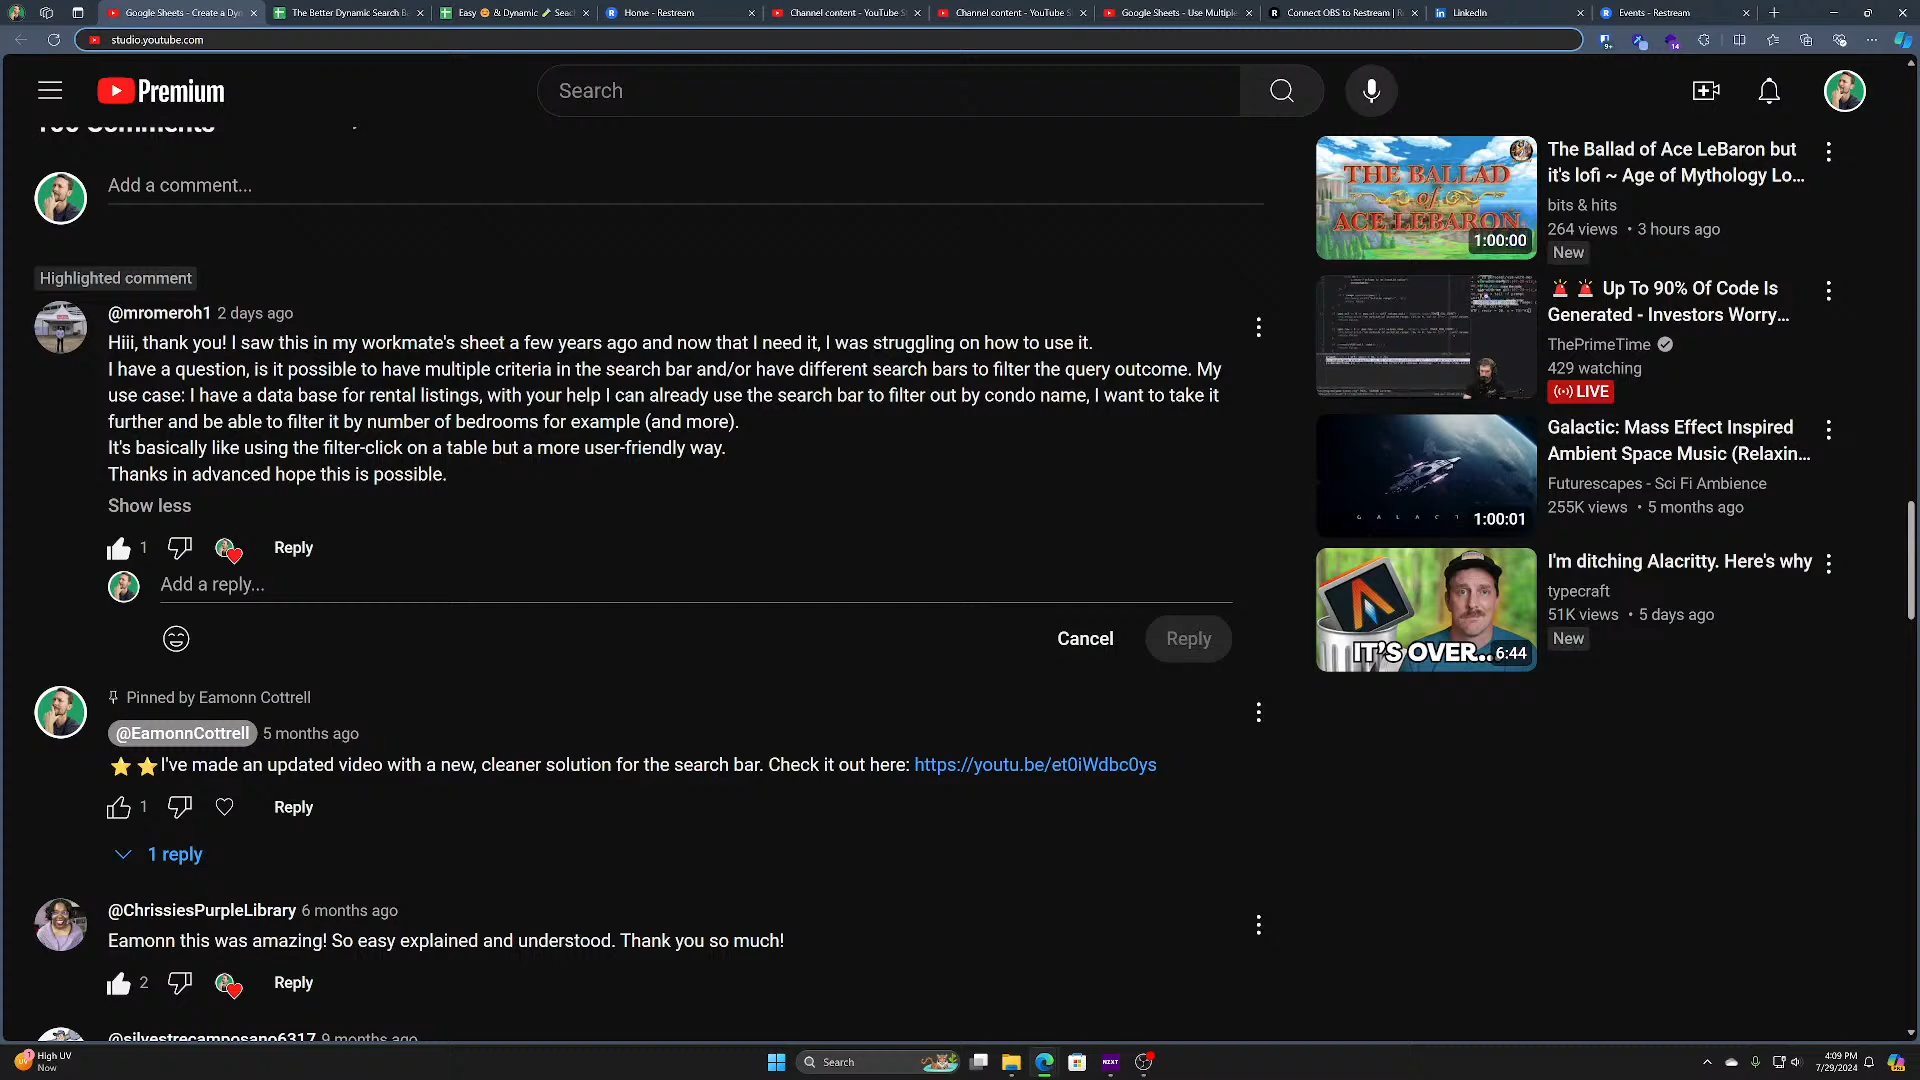 Google Sheets - Create a Dyn
The Better Dynamic Search Ba
Easy 😊 & Dynamic 🧪 Searc
Home - Restream
Channel content - YouTube S
Channel content - YouTube S
Google Sheets - Use Multiple
Connect OBS to Restream | R
LinkedIn
Events - Restream
studio.youtube.com
9+
14
Premium
Search
Add a comment...
Highlighted comment
@mromeroh1 2 days ago
Hiii, thank you! I saw this in my workmate's sheet a few years ago and now that I need it, I was struggling on how to use it.
I have a question, is it possible to have multiple criteria in the search bar and/or have different search bars to filter the query outcome. My
use case: I have a data base for rental listings, with your help I can already use the search bar to filter out by condo name, I want to take it
further and be able to filter it by number of bedrooms for example (and more).
It's basically like using the filter-click on a table but a more user-friendly way.
Thanks in advanced hope this is possible.
Show less
1
Reply
Add a reply...
Cancel
Reply
Pinned by Eamonn Cottrell
@EamonnCottrell 5 months ago
⭐⭐I've made an updated video with a new, cleaner solution for the search bar. Check it out here: https://youtu.be/et0iWdbc0ys
1
Reply
1 reply
@ChrissiesPurpleLibrary 6 months ago
Eamonn this was amazing! So easy explained and understood. Thank you so much!
2
Reply
@silvestrecamposano6317 9 months ago
THE BALLAD
of
ACE LEBARON
1:00:00
The Ballad of Ace LeBaron but
it's lofi ~ Age of Mythology Lo...
bits & hits
264 views • 3 hours ago
New
🚨 🚨 Up To 90% Of Code Is
Generated - Investors Worry...
ThePrimeTime
429 watching
LIVE
GALACT
1:00:01
Galactic: Mass Effect Inspired
Ambient Space Music (Relaxin...
Futurescapes - Sci Fi Ambience
255K views • 5 months ago
IT'S OVER...
6:44
I'm ditching Alacritty. Here's why
typecraft
51K views • 5 days ago
New
High UV
Now
Search
NZXT
4:09 PM
7/29/2024